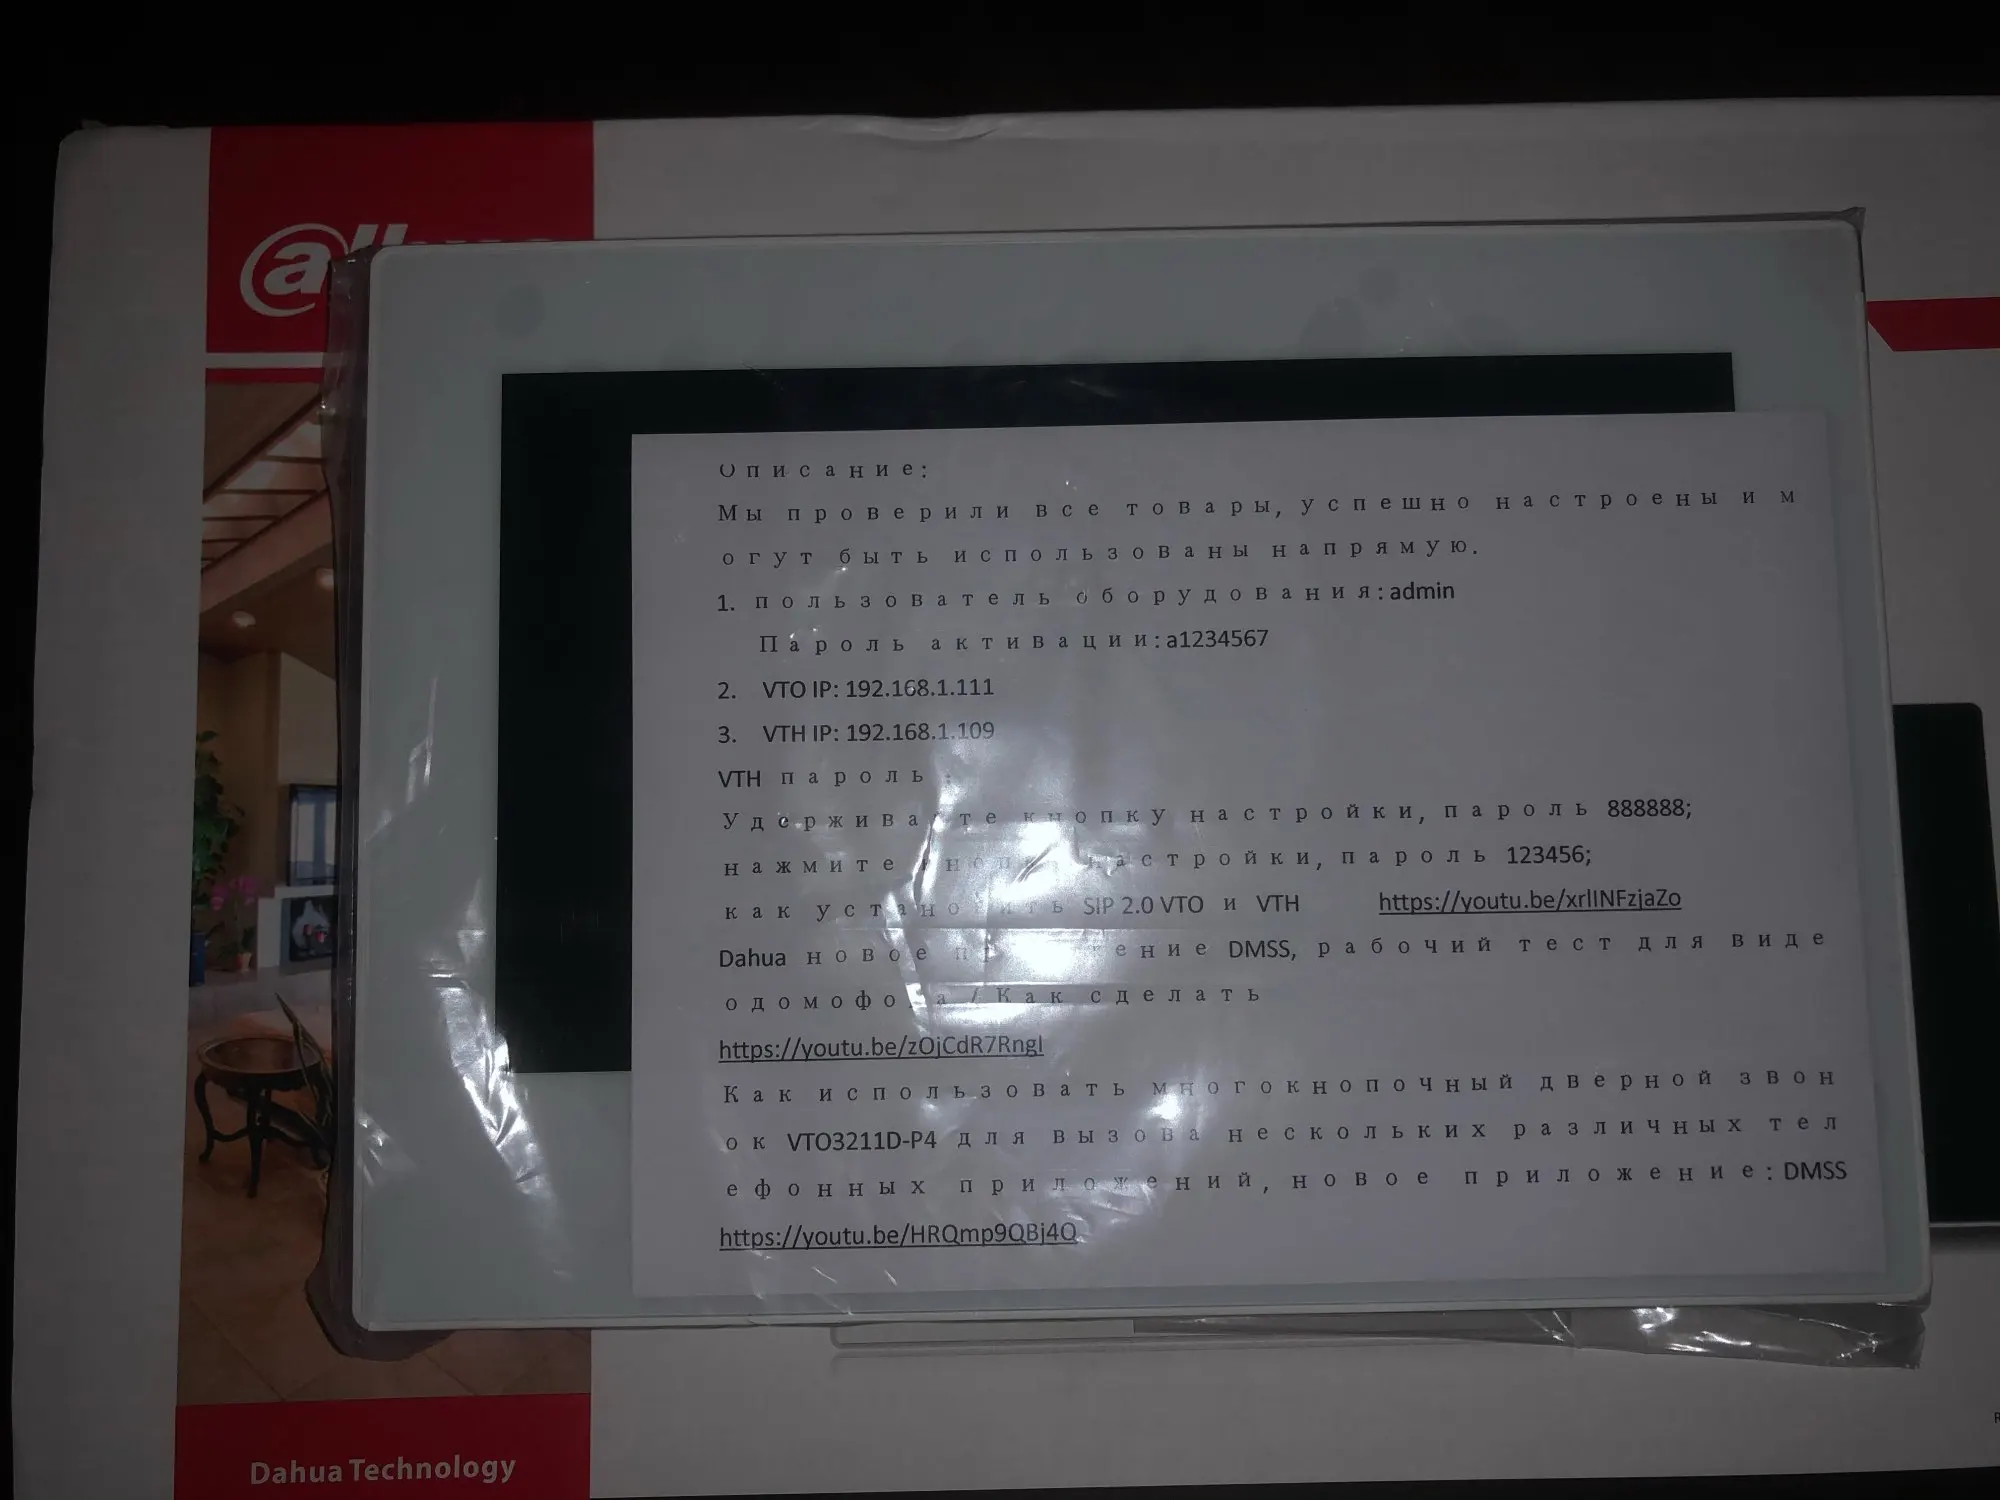 Описание:
Мы проверили все товары, успешно настроены и м
огут быть использованы напрямую.
1. пользователь оборудования: admin
Пароль активации: a1234567
2. VTO IP: 192.168.1.111
3. VTH IP: 192.168.1.109
VTH пароль :
Удерживайте кнопку настройки, пароль 888888;
нажмите кнопку настройки, пароль 123456;
как установить SIP 2.0 VTO и VTH https://youtu.be/xrlINFzjaZo
Dahua новое приложение DMSS, рабочий тест для виде
одомофона / Как сделать
https://youtu.be/zOjCdR7Rngl
Как использовать многокнопочный дверной звон
ок VTO3211D-P4 для вызова нескольких различных тел
ефонных приложений, новое приложение: DMSS
https://youtu.be/HRQmp9QBj4Q
Dahua Technology